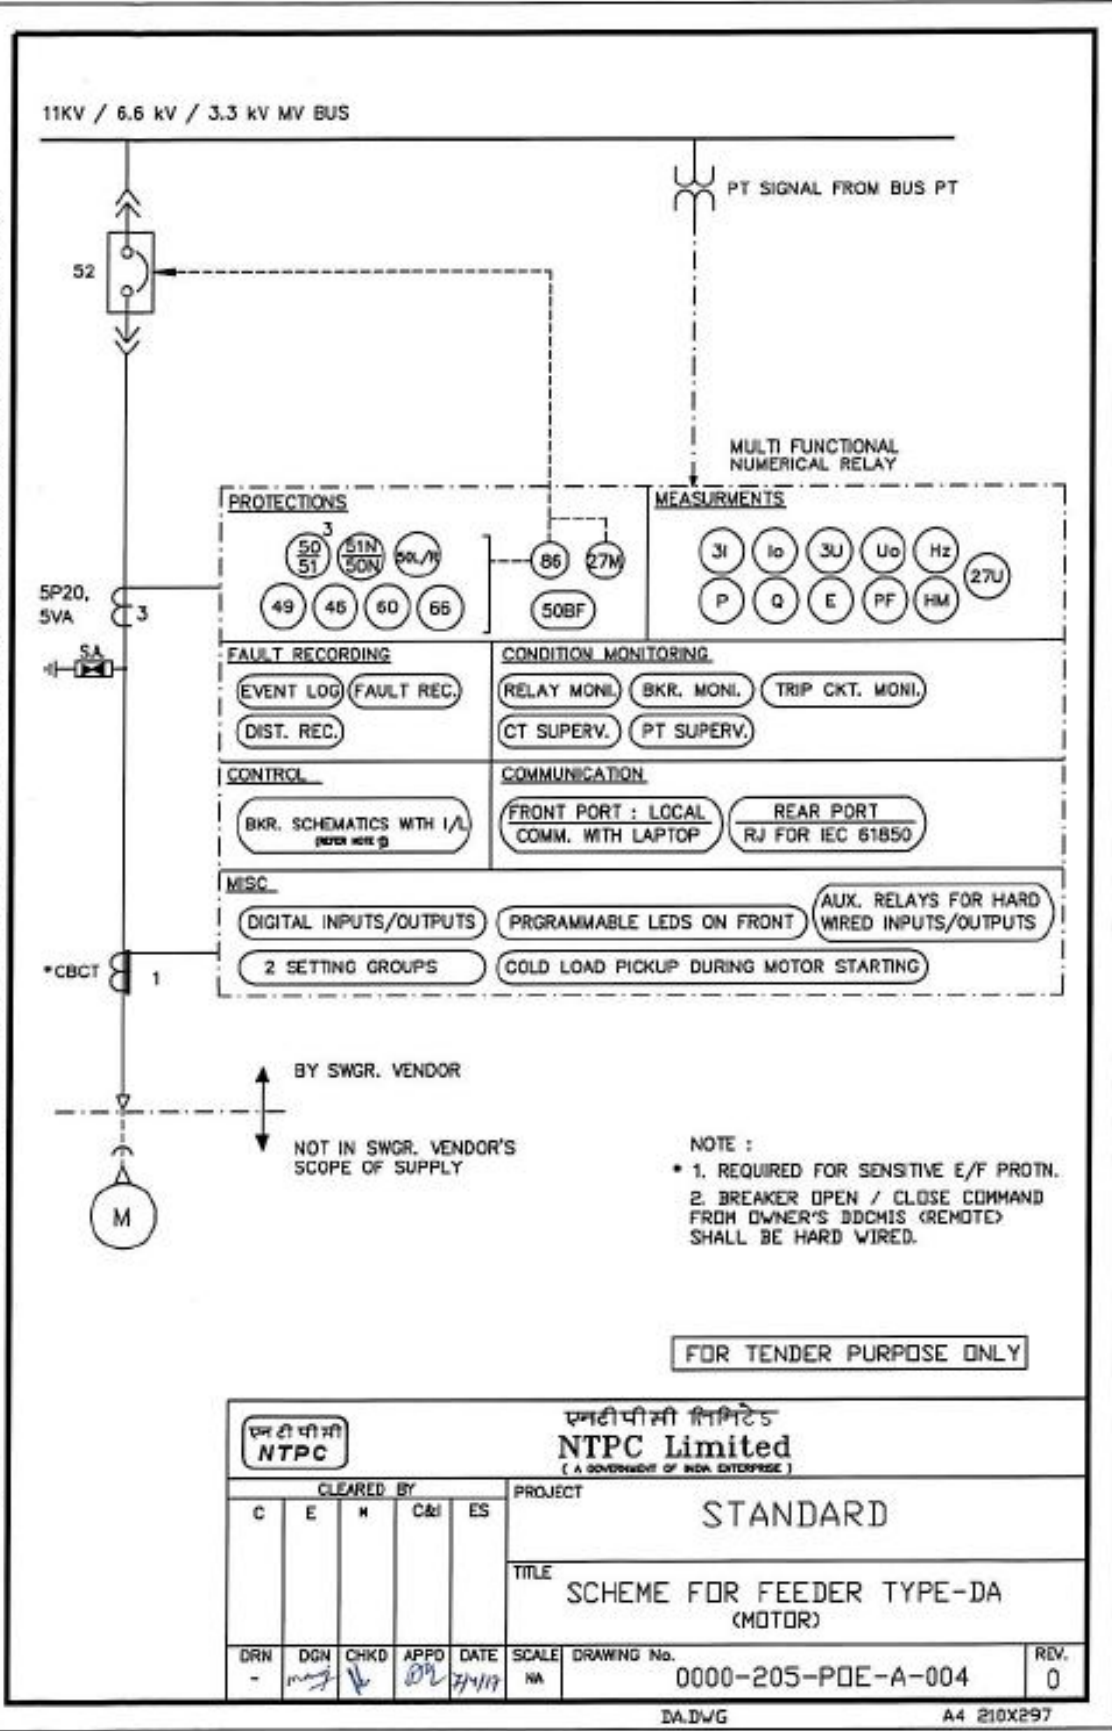 11KV / 6.6 kV / 3.3 kV MV BUS
PT SIGNAL FROM BUS PT
52
MULTI FUNCTIONAL
NUMERICAL RELAY
PROTECTIONS
MEASURMENTS
3
50
51
51N
50N
50L/R
86
27M
49
46
60
66
50BF
3I
Io
3U
Uo
Hz
27U
P
Q
E
PF
HM
5P20,
5VA
3
S.A.
FAULT RECORDING
EVENT LOG
FAULT REC.
DIST. REC.
CONDITION MONITORING
RELAY MONI.
BKR. MONI.
TRIP CKT. MONI.
CT SUPERV.
PT SUPERV.
CONTROL
BKR. SCHEMATICS WITH I/L
(REFER NOTE
COMMUNICATION
FRONT PORT : LOCAL
COMM. WITH LAPTOP
REAR PORT
RJ FOR IEC 61850
MISC
DIGITAL INPUTS/OUTPUTS
PRGRAMMABLE LEDS ON FRONT
AUX. RELAYS FOR HARD
WIRED INPUTS/OUTPUTS
2 SETTING GROUPS
COLD LOAD PICKUP DURING MOTOR STARTING
*CBCT
1
BY SWGR. VENDOR
NOT IN SWGR. VENDOR'S
SCOPE OF SUPPLY
M
NOTE :
* 1. REQUIRED FOR SENSITIVE E/F PROTN.
2. BREAKER OPEN / CLOSE COMMAND
FROM OWNER'S DDCMIS (REMOTE)
SHALL BE HARD WIRED.
FOR TENDER PURPOSE ONLY
एनटीपीसी
NTPC
एनटीपीसी लिमिटेड
NTPC Limited
( A GOVERNMENT OF INDIA ENTERPRISE )
CLEARED BY
C E M C&I ES
PROJECT
STANDARD
TITLE
SCHEME FOR FEEDER TYPE-DA
(MOTOR)
DRN DGN CHKD APPD DATE SCALE DRAWING No. REV.
- 7/4/17 NA 0000-205-POE-A-004 0
DA.DWG A4 210X297